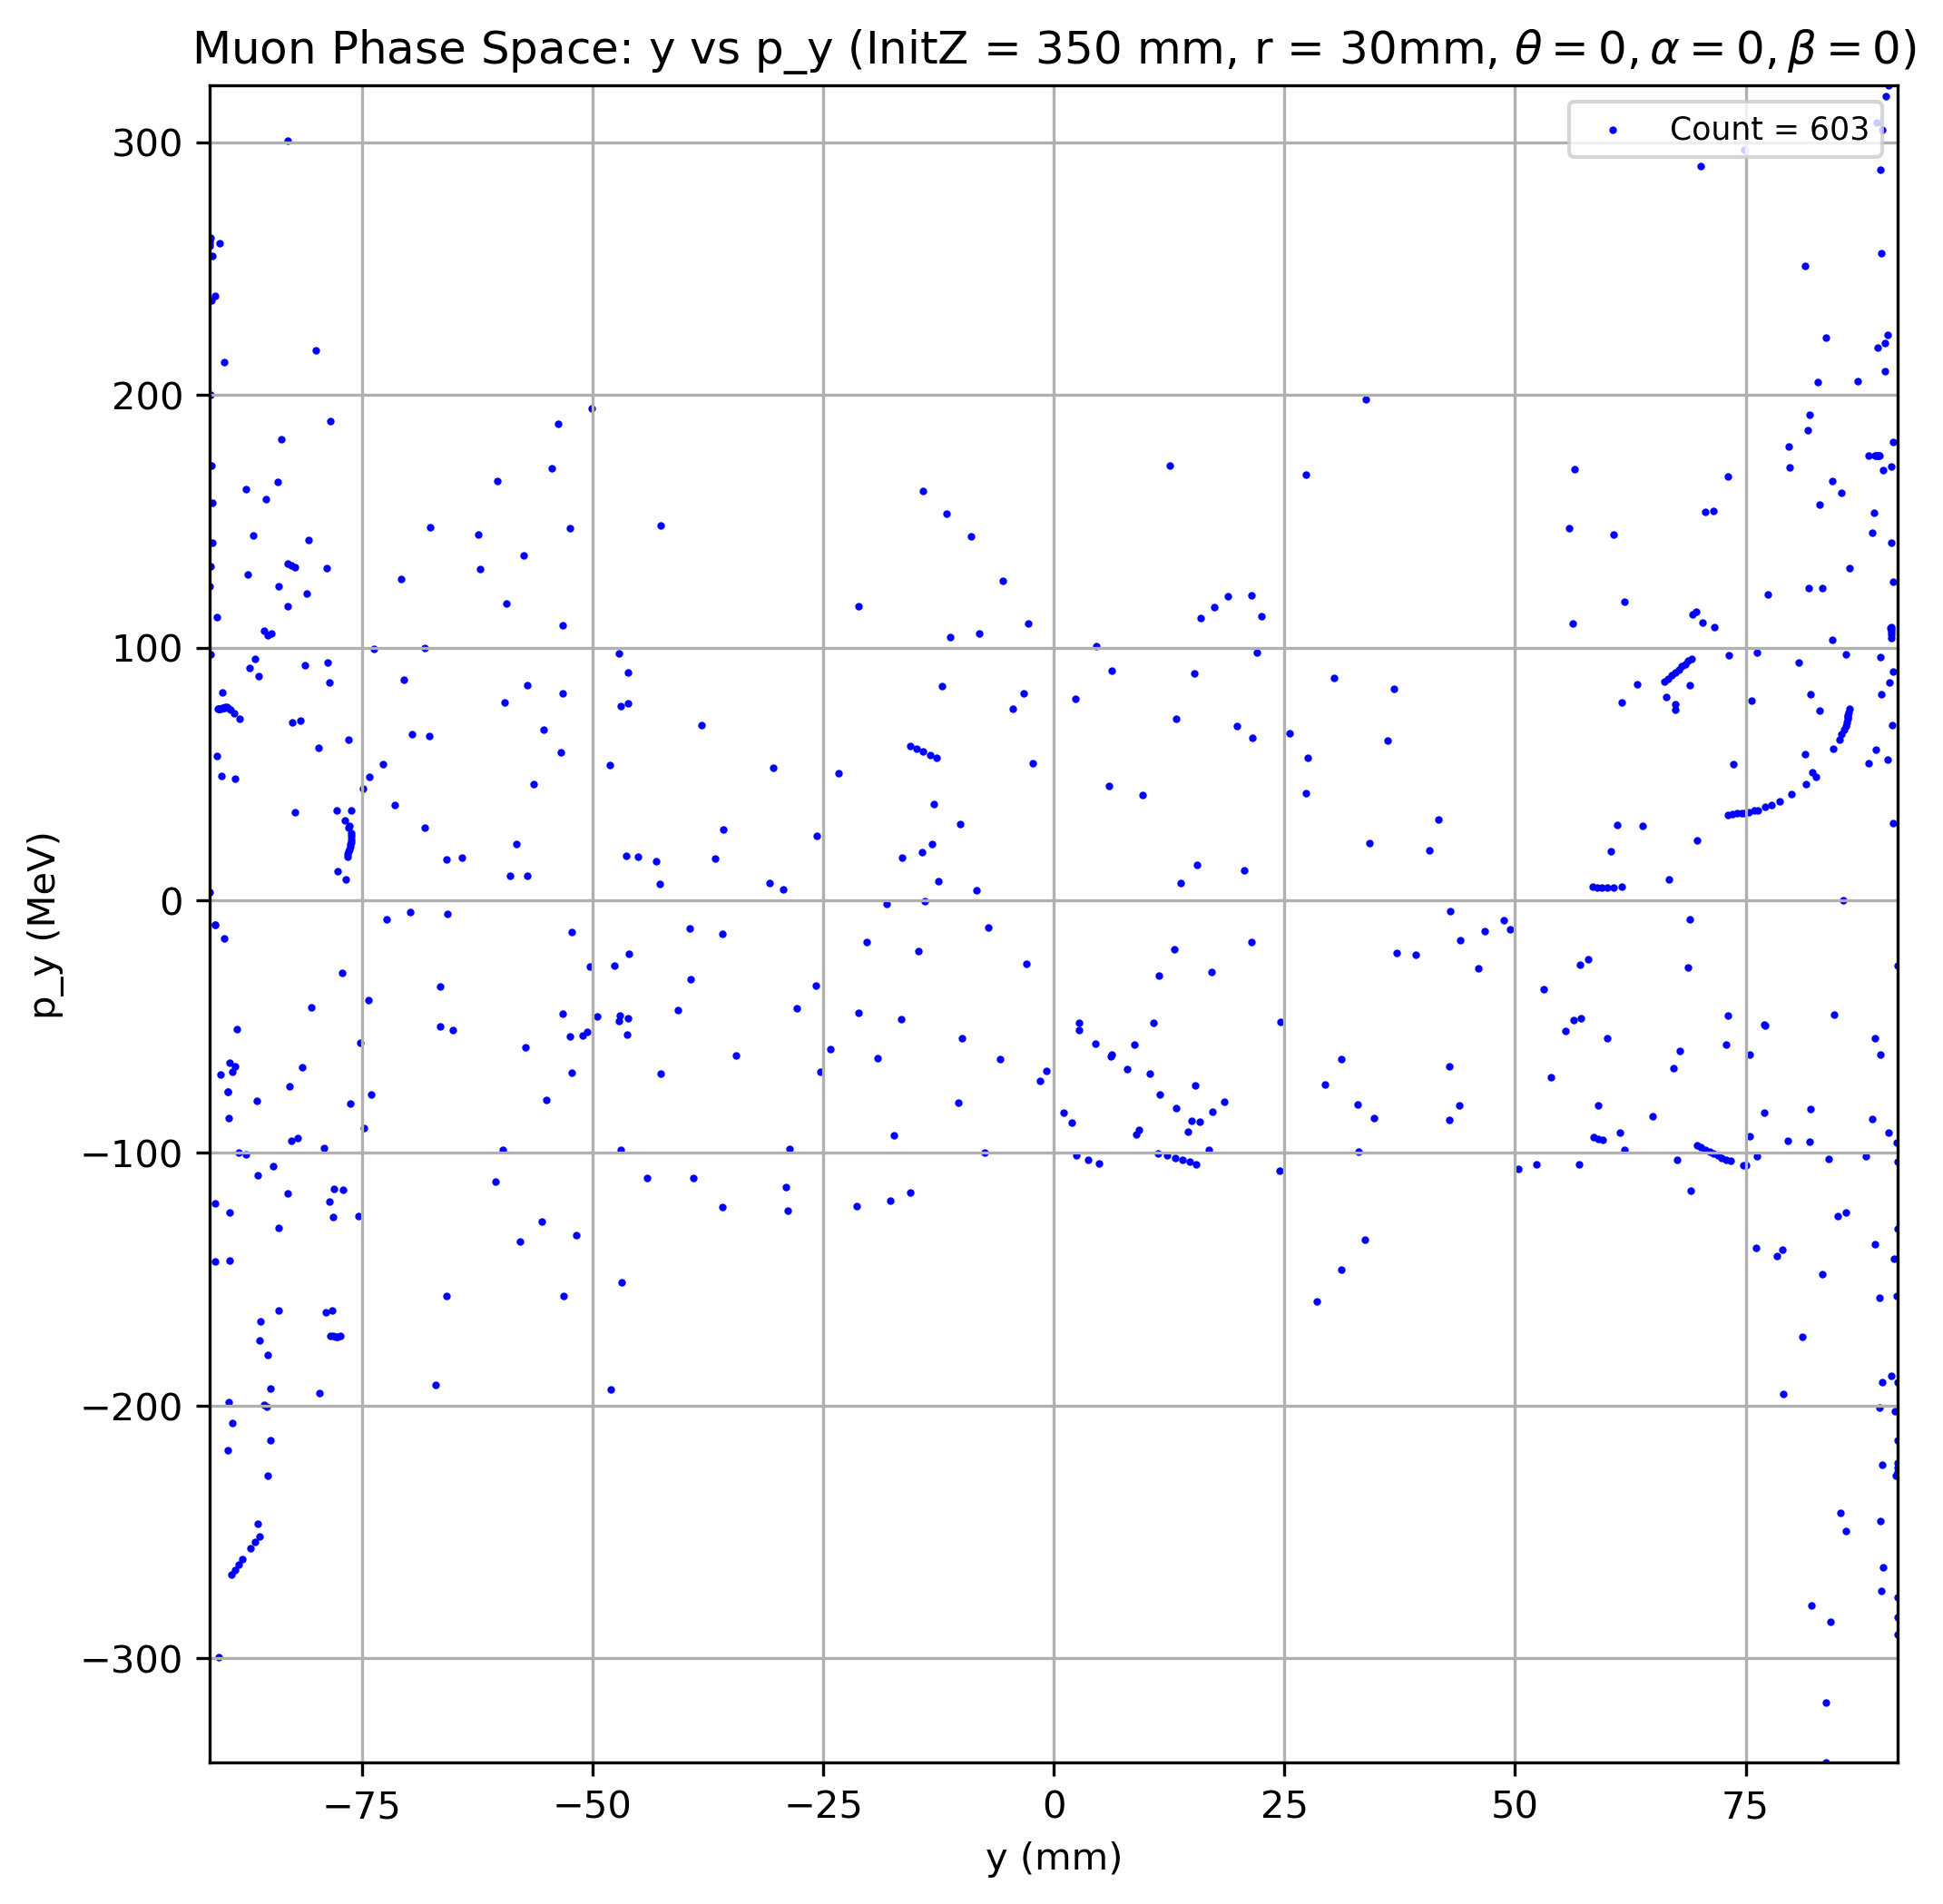 Muon Phase Space: y vs p_y (InitZ = 350 mm, r = 30mm, θ = 0, α = 0, β = 0)
Count = 603
300
200
100
0
−100
−200
−300
p_y (MeV)
−75 −50 −25 0 25 50 75
y (mm)